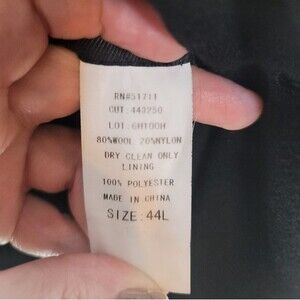 RN#51711
CUT: 443250
LOT: 6HT00H
80%WOOL 20%NYLON
DRY CLEAN ONLY
LINING
100% POLYESTER
MADE IN CHINA
SIZE: 44L